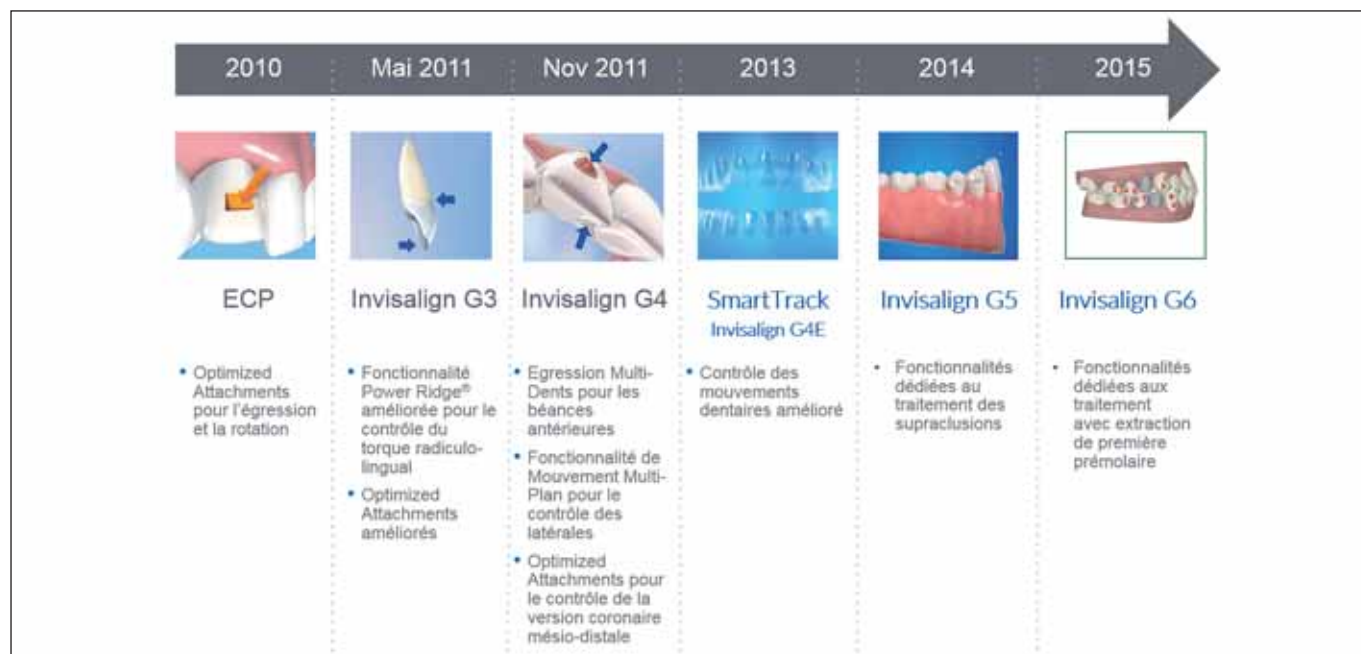 2010
Mai 2011
Nov 2011
2013
2014
2015
ECP
Invisalign G3
Invisalign G4
SmartTrack
Invisalign G4E
Invisalign G5
Invisalign G6
• Optimized
Attachments
pour l'égression
et la rotation
• Fonctionnalité
Power Ridge®
améliorée pour le
contrôle du
torque radiculo-
lingual
• Optimized
Attachments
améliorés
• Egression Multi-
Dents pour les
béances
antérieures
• Fonctionnalité de
Mouvement Multi-
Plan pour le
contrôle des
latérales
• Optimized
Attachments pour
le contrôle de la
version coronaire
mésio-distale
• Contrôle des
mouvements
dentaires amélioré
• Fonctionnalités
dédiées au
traitement des
supraclusions
• Fonctionnalités
dédiées aux
traitement
avec extraction
de première
prémolaire